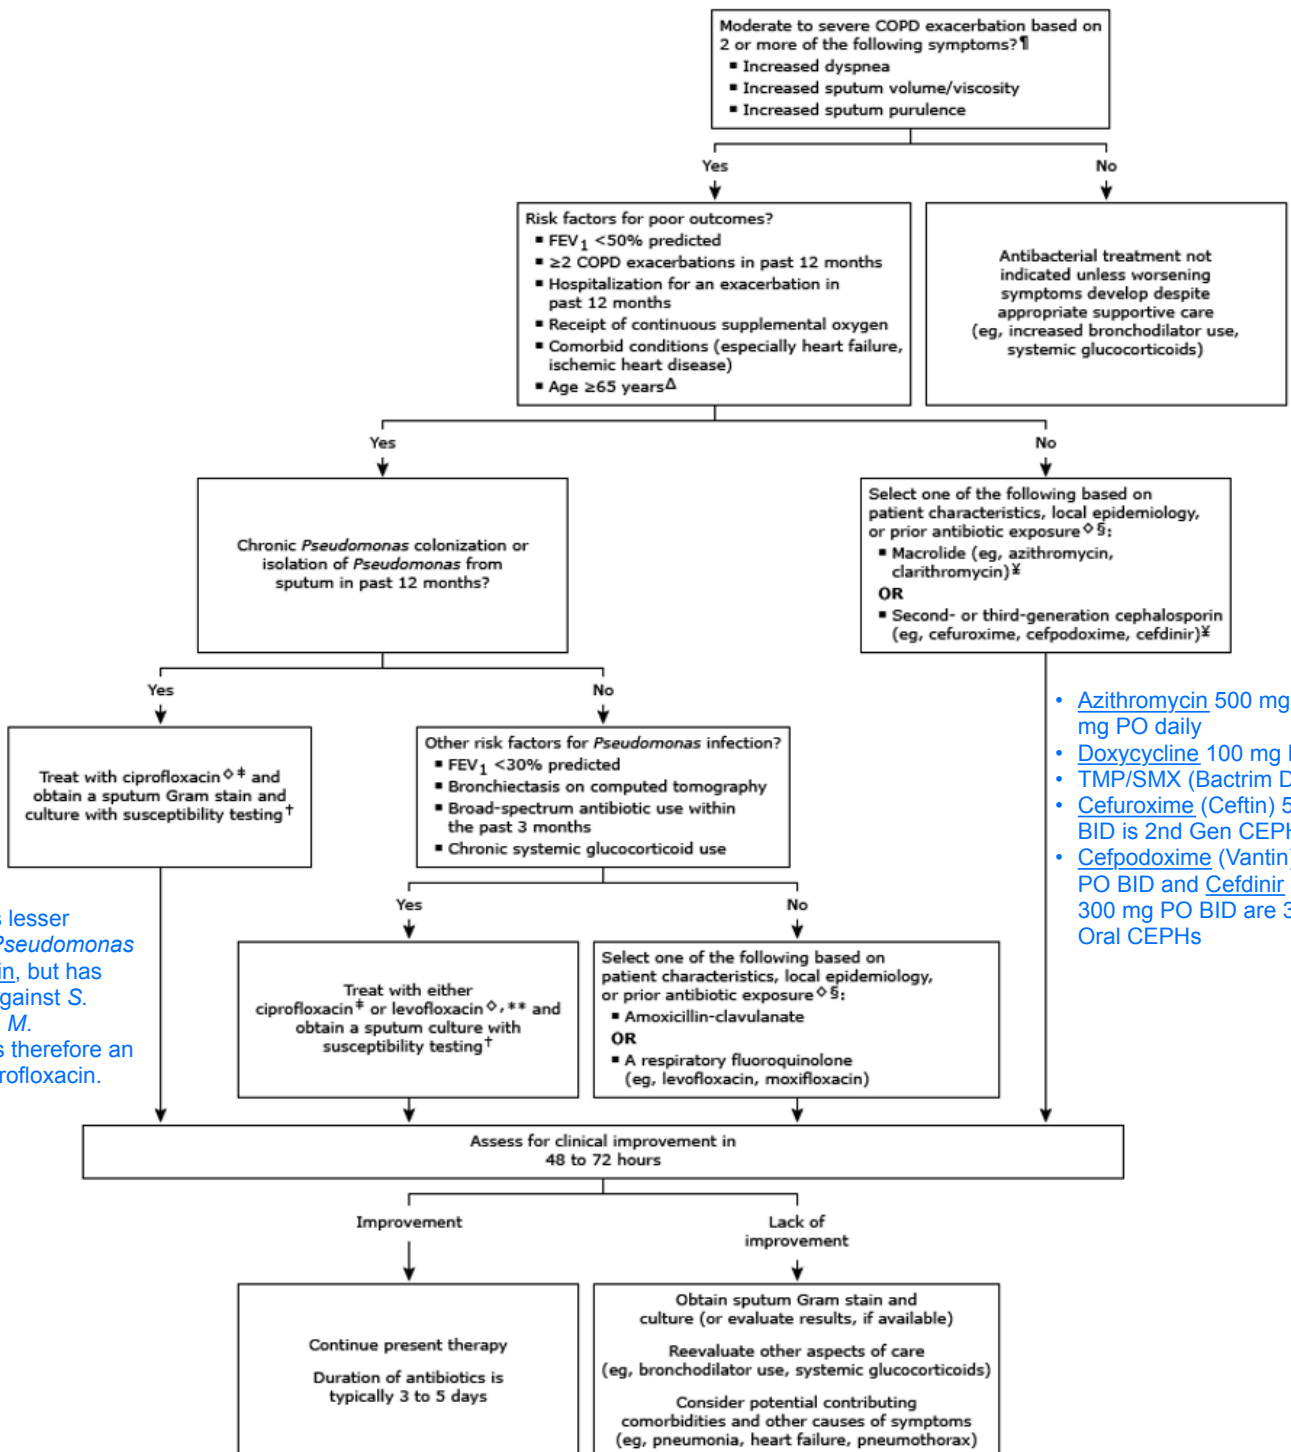 Moderate to severe COPD exacerbation based on
2 or more of the following symptoms?¶
▪ Increased dyspnea
▪ Increased sputum volume/viscosity
▪ Increased sputum purulence
Yes
No
Risk factors for poor outcomes?
▪ FEV1 <50% predicted
▪ ≥2 COPD exacerbations in past 12 months
▪ Hospitalization for an exacerbation in
past 12 months
▪ Receipt of continuous supplemental oxygen
▪ Comorbid conditions (especially heart failure,
ischemic heart disease)
▪ Age ≥65 yearsΔ
Antibacterial treatment not
indicated unless worsening
symptoms develop despite
appropriate supportive care
(eg, increased bronchodilator use,
systemic glucocorticoids)
Yes
No
Chronic Pseudomonas colonization or
isolation of Pseudomonas from
sputum in past 12 months?
Select one of the following based on
patient characteristics, local epidemiology,
or prior antibiotic exposure◇§:
▪ Macrolide (eg, azithromycin,
clarithromycin)¥
OR
▪ Second- or third-generation cephalosporin
(eg, cefuroxime, cefpodoxime, cefdinir)¥
Yes
No
Treat with ciprofloxacin◇‡ and
obtain a sputum Gram stain and
culture with susceptibility testing†
Other risk factors for Pseudomonas infection?
▪ FEV1 <30% predicted
▪ Bronchiectasis on computed tomography
▪ Broad-spectrum antibiotic use within
the past 3 months
▪ Chronic systemic glucocorticoid use
• Azithromycin 500 mg
mg PO daily
• Doxycycline 100 mg
• TMP/SMX (Bactrim D
• Cefuroxime (Ceftin) 5
BID is 2nd Gen CEPH
• Cefpodoxime (Vantin)
PO BID and Cefdinir
300 mg PO BID are 3
Oral CEPHs
lesser
Pseudomonas
in, but has
gainst S.
M.
s therefore an
rofloxacin.
Yes
No
Treat with either
ciprofloxacin‡ or levofloxacin◇,** and
obtain a sputum culture with
susceptibility testing†
Select one of the following based on
patient characteristics, local epidemiology,
or prior antibiotic exposure◇§:
▪ Amoxicillin-clavulanate
OR
▪ A respiratory fluoroquinolone
(eg, levofloxacin, moxifloxacin)
Assess for clinical improvement in
48 to 72 hours
Improvement
Lack of
improvement
Continue present therapy
Duration of antibiotics is
typically 3 to 5 days
Obtain sputum Gram stain and
culture (or evaluate results, if available)
Reevaluate other aspects of care
(eg, bronchodilator use, systemic glucocorticoids)
Consider potential contributing
comorbidities and other causes of symptoms
(eg, pneumonia, heart failure, pneumothorax)